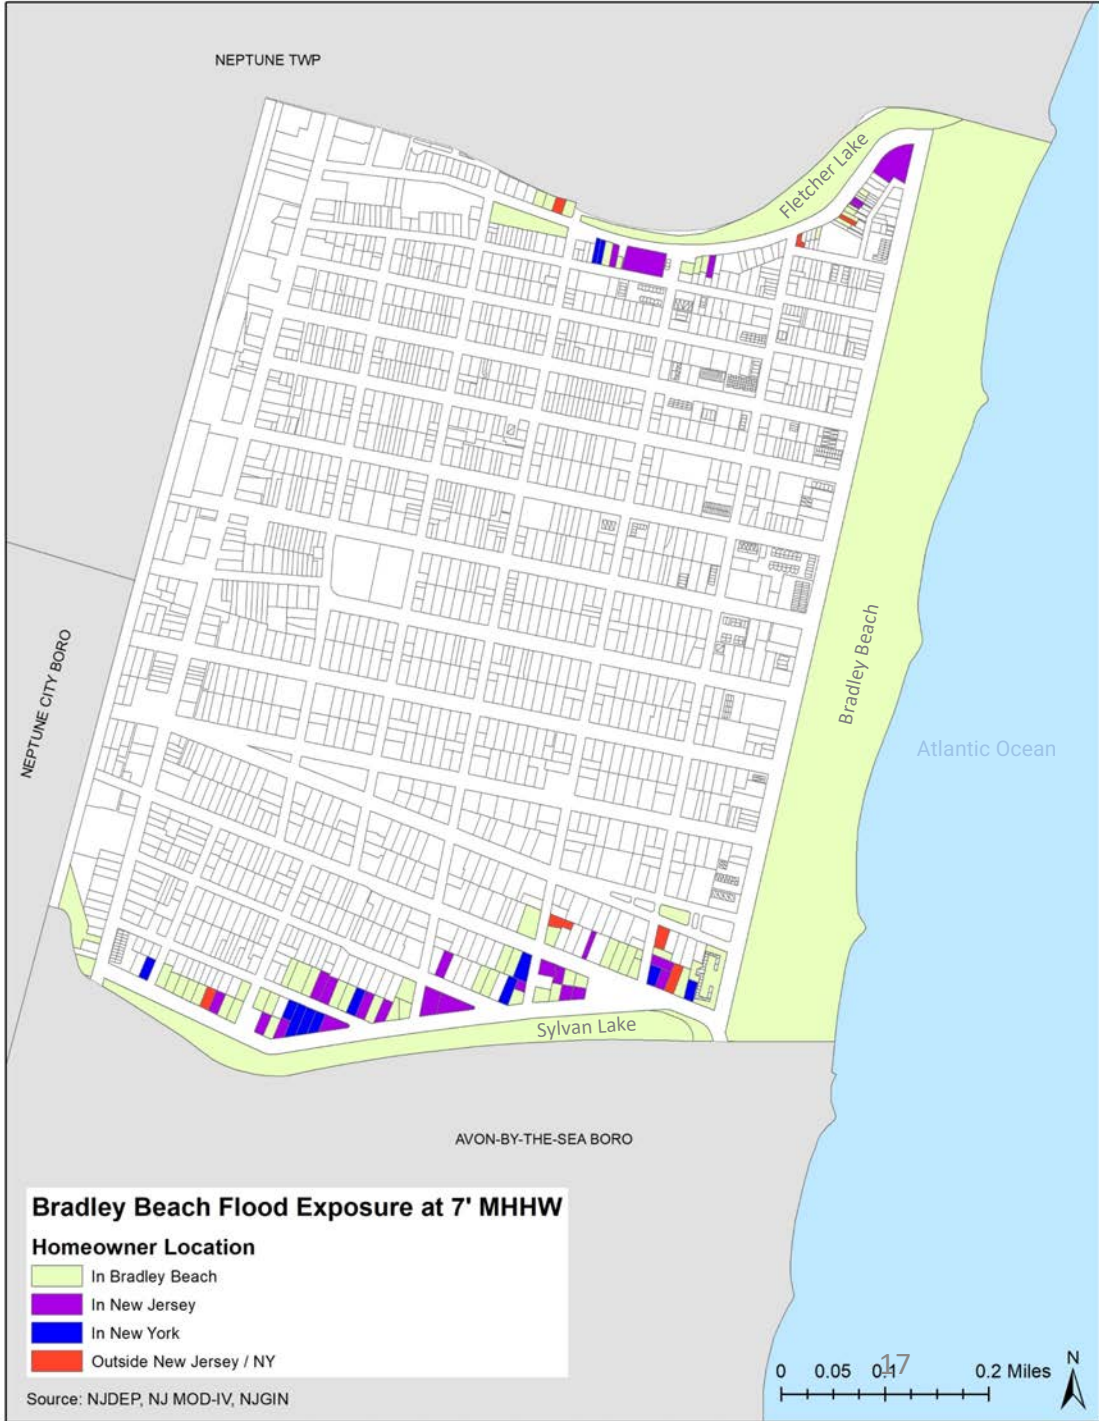 NEPTUNE TWP
Fletcher Lake
NEPTUNE CITY BORO
Bradley Beach
Atlantic Ocean
Sylvan Lake
AVON-BY-THE-SEA BORO
Bradley Beach Flood Exposure at 7' MHHW
Homeowner Location
In Bradley Beach
In New Jersey
In New York
Outside New Jersey / NY
Source: NJDEP, NJ MOD-IV, NJGIN
0 0.05 0.1 0.2 Miles
17
N